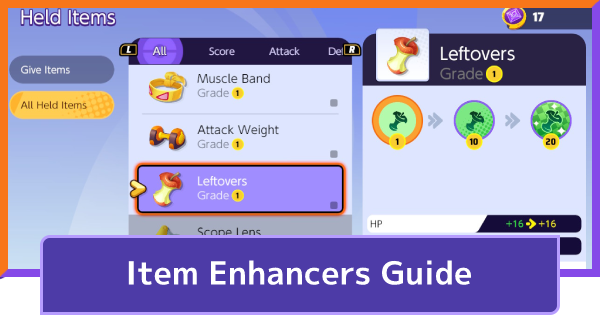 Held Items
17
L
All
Score
Attack
R
Give Items
All Held Items
Muscle Band
Grade 1
Attack Weight
Grade 1
Leftovers
Grade 1
Scope Lens
Leftovers
Grade 1
1
10
20
HP
+16 +16
Item Enhancers Guide